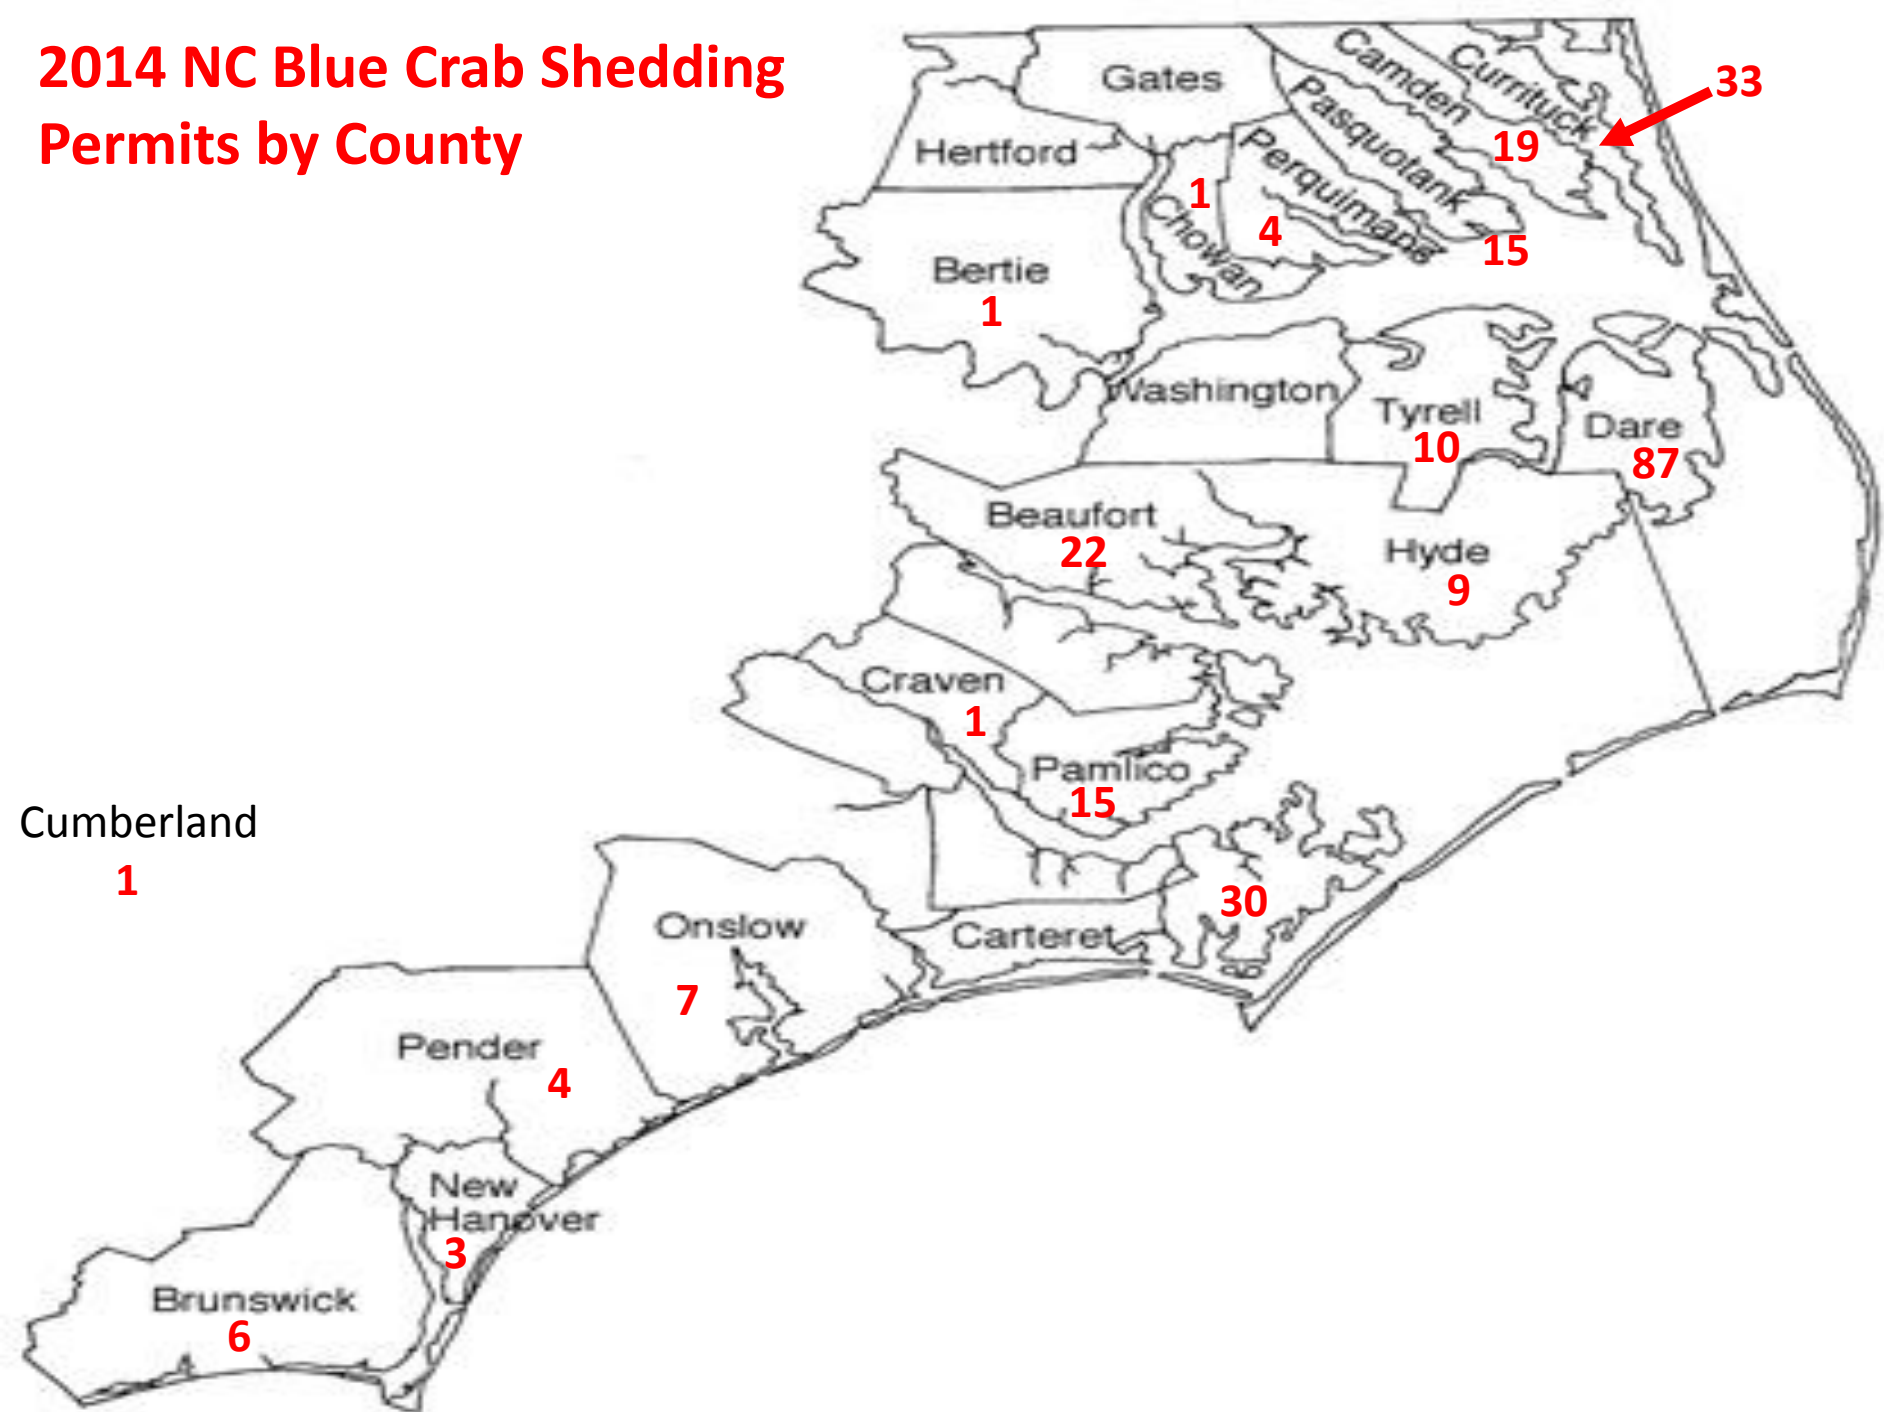 2014 NC Blue Crab Shedding
Permits by County
Gates
Camden
Currituck
33
Hertford
Pasquotank
19
Perquimans
1
4
Chowan
15
Bertie
1
Washington
Tyrell
10
Dare
87
Beaufort
22
Hyde
9
Craven
1
Pamlico
15
Cumberland
1
30
Onslow
7
Carteret
Pender
4
New
Hanover
3
Brunswick
6